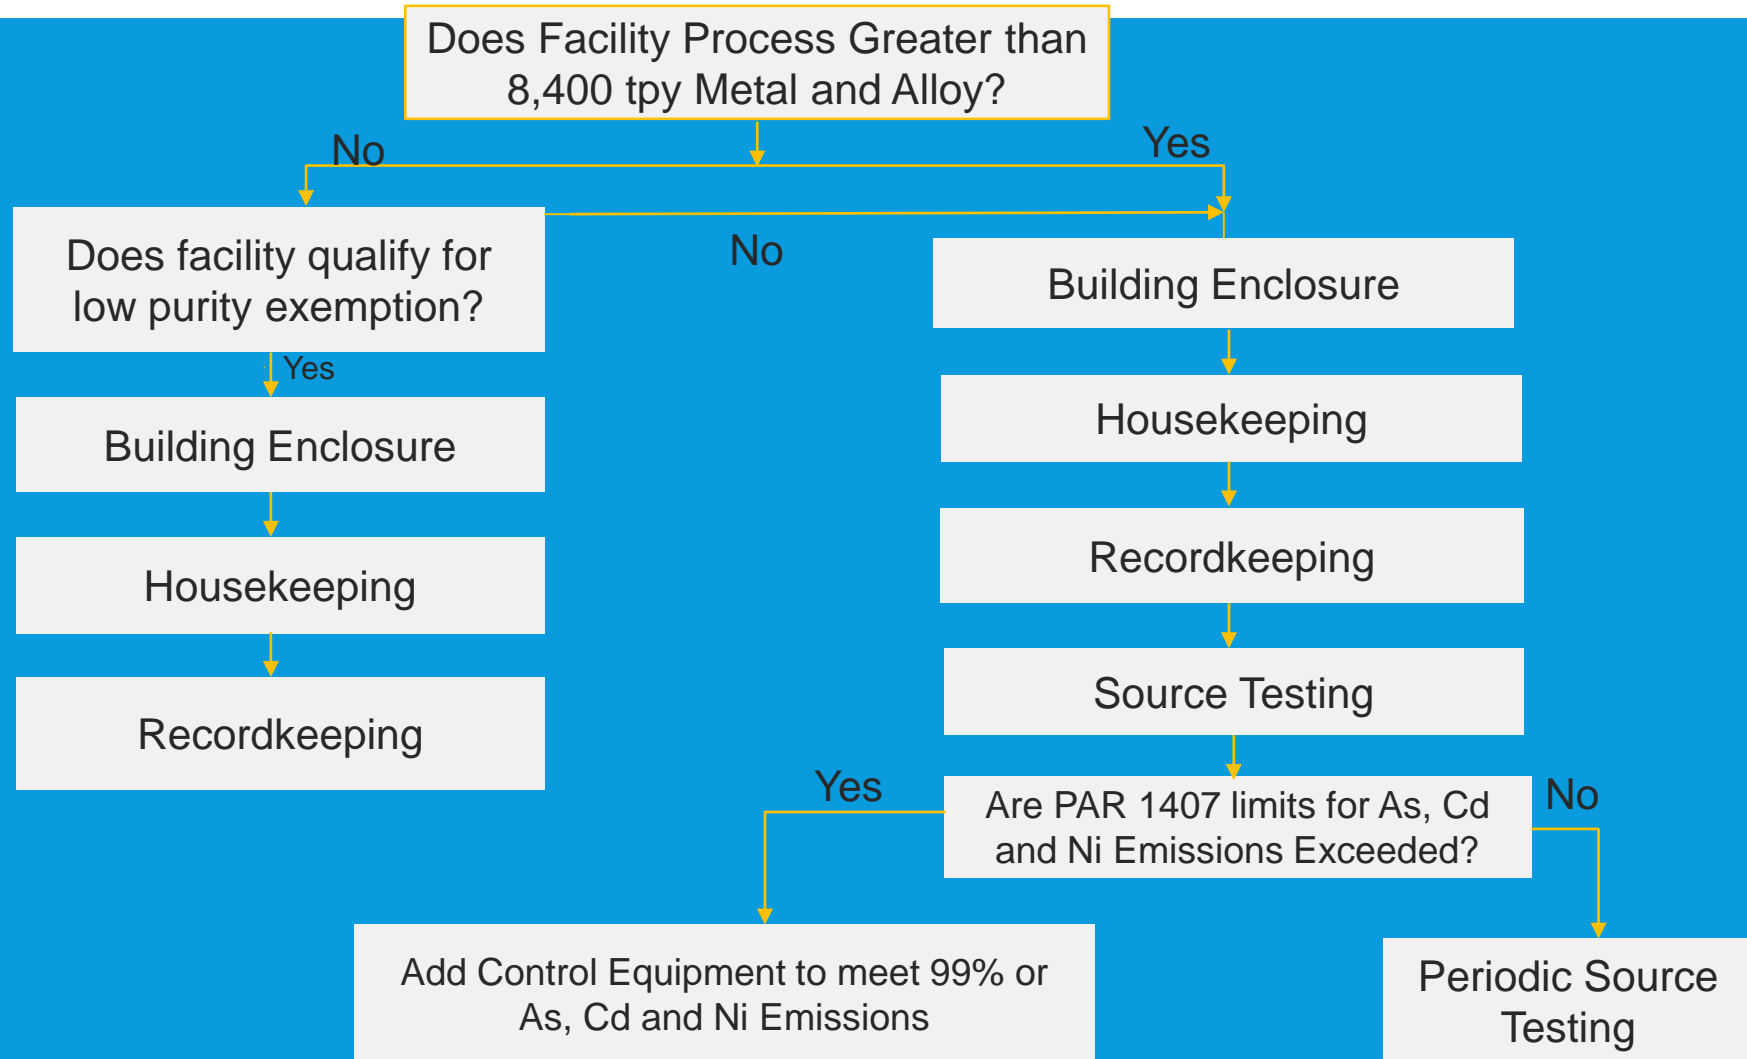 Does Facility Process Greater than
8,400 tpy Metal and Alloy?
No
Yes
Does facility qualify for
low purity exemption?
No
Building Enclosure
Yes
Building Enclosure
Housekeeping
Housekeeping
Recordkeeping
Recordkeeping
Source Testing
Yes
Are PAR 1407 limits for As, Cd
and Ni Emissions Exceeded?
No
Add Control Equipment to meet 99% or
As, Cd and Ni Emissions
Periodic Source
Testing